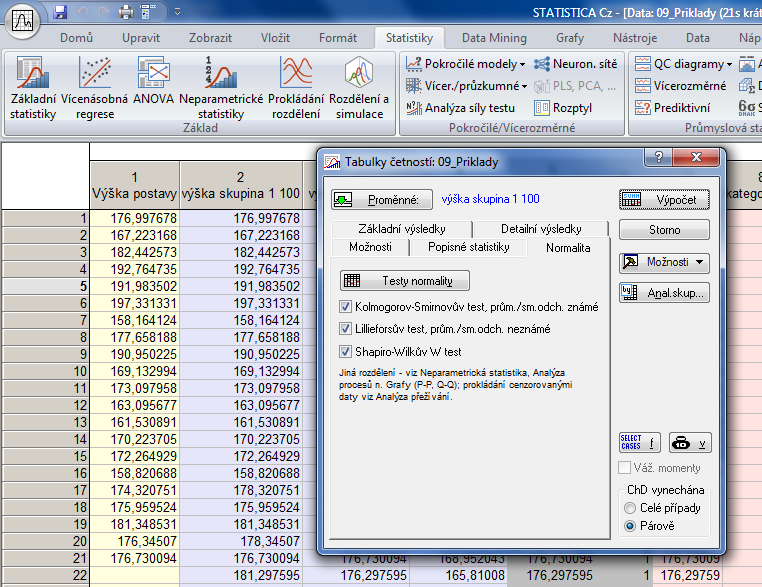 STATISTICA Cz - [Data: 09_Priklady (21s krát
Domů Upravit Zobrazit Vložit Formát Statistiky Data Mining Grafy Nástroje Data Náp
Základní statistiky
Vícenásobná regrese
ANOVA
Neparametrické statistiky
Prokládání rozdělení
Rozdělení a simulace
Základ
Pokročilé modely
Neuron. sítě
Vícer./průzkumné
PLS, PCA, ...
Analýza síly testu
Rozptyl
Pokročilé/Vícerozměrné
QC diagramy
Vícerozměrné
Prediktivní
Průmyslová sta
1 2
Výška postavy výška skupina 1 100
1 176,997678 176,997678
2 167,223168 167,223168
3 182,442573 182,442573
4 192,764735 192,764735
5 191,983502 191,983502
6 197,331331 197,331331
7 158,164124 158,164124
8 177,658188 177,658188
9 190,950225 190,950225
10 169,132994 169,132994
11 173,097958 173,097958
12 163,095677 163,095677
13 161,530891 161,530891
14 170,223705 170,223705
15 172,264929 172,264929
16 158,820688 158,820688
17 174,320751 178,320751
18 175,959524 175,959524
19 181,348531 181,348531
20 176,34507 178,34507
21 176,730094 176,730094 176,730094 168,952043 176,730094 176,73009
22 181,297595 176,297595 165,81008 176,297595 1 176,29759
Tabulky četností: 09_Priklady
Proměnné: výška skupina 1 100
Základní výsledky Detailní výsledky
Možnosti Popisné statistiky Normalita
Testy normality
Kolmogorov-Smirnovův test, prům./sm.odch. známé
Lillieforsův test, prům./sm.odch. neznámé
Shapiro-Wilkův W test
Jiná rozdělení - viz Neparametrická statistika, Analýza
procesů n. Grafy (P-P, Q-Q); prokládání cenzorovanými
daty viz Analýza přežívání.
Výpočet
Storno
Možnosti
Anal.skup...
SELECT CASES f
v
Váž. momenty
ChD vynechána
Celé případy
Párově
8
katego